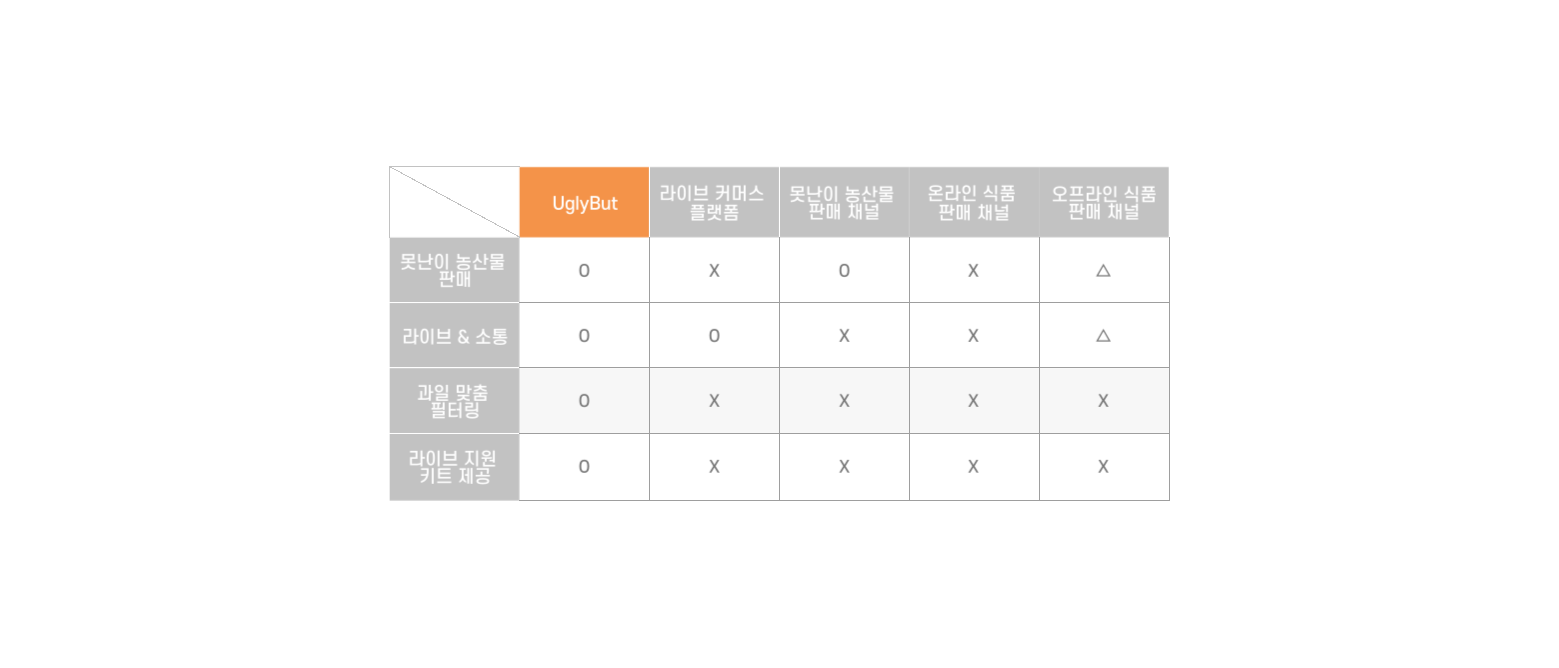 UglyBut
라이브 커머스
플랫폼
못난이 농산물
판매 채널
온라인 식품
판매 채널
오프라인 식품
판매 채널
못난이 농산물
판매
O X O X △
라이브 & 소통
O O X X △
과일 맞춤
필터링
O X X X X
라이브 지원
키트 제공
O X X X X